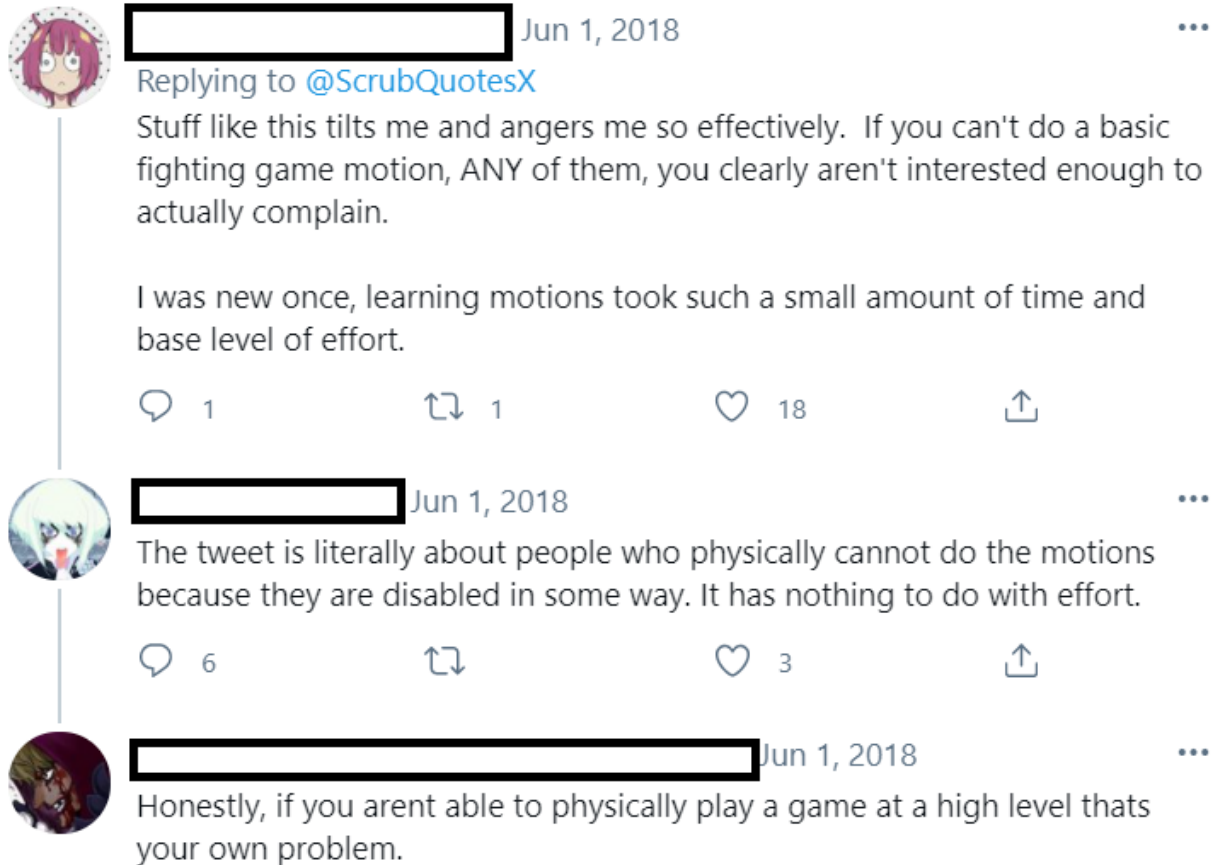 Jun 1, 2018
Replying to @ScrubQuotesX
Stuff like this tilts me and angers me so effectively.  If you can't do a basic
fighting game motion, ANY of them, you clearly aren't interested enough to
actually complain.
I was new once, learning motions took such a small amount of time and
base level of effort.
1 1 18
Jun 1, 2018
The tweet is literally about people who physically cannot do the motions
because they are disabled in some way. It has nothing to do with effort.
6 3
Jun 1, 2018
Honestly, if you arent able to physically play a game at a high level thats
your own problem.